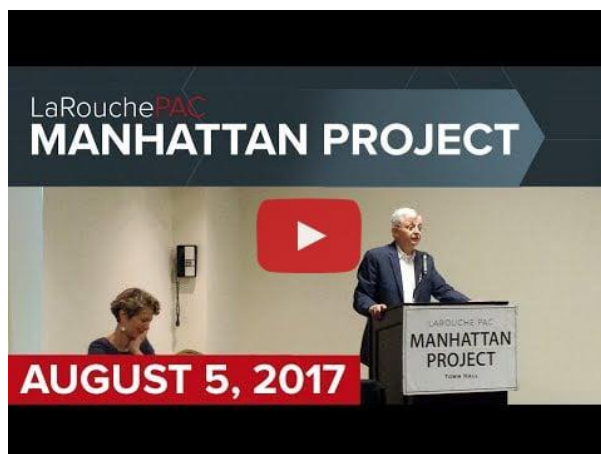 LaRouchePAC
MANHATTAN PROJECT
LAROUCHE PAC
MANHATTAN
PROJECT
TOWN HALL
AUGUST 5, 2017